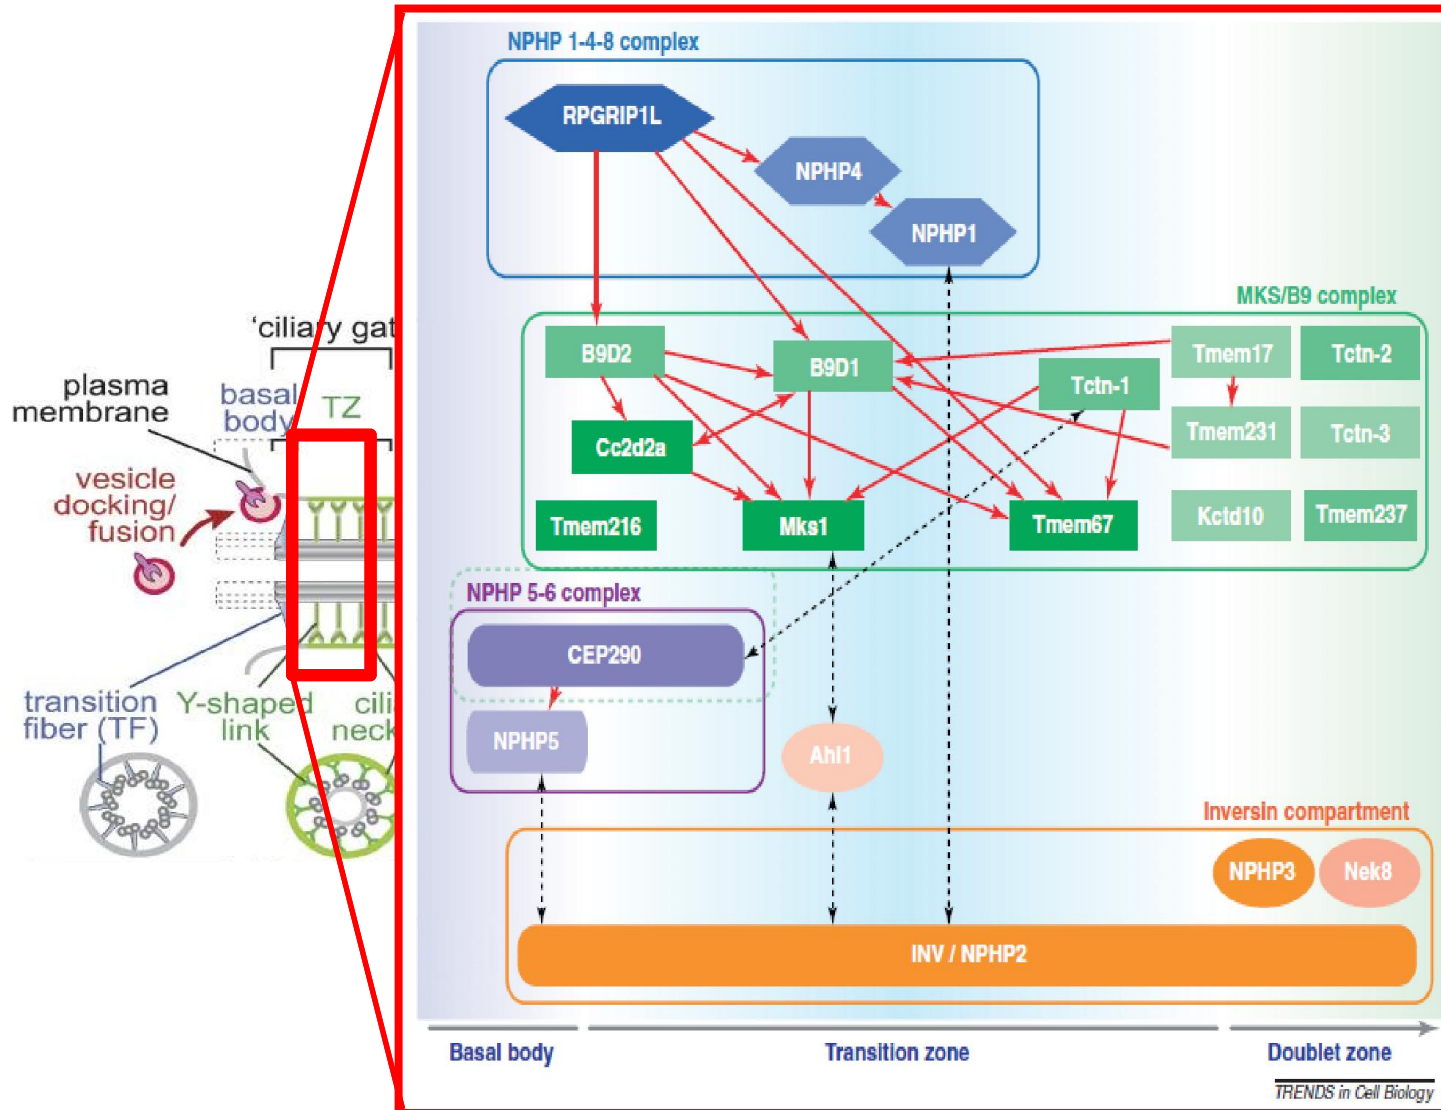 NPHP 1-4-8 complex
RPGRIP1L
NPHP4
NPHP1
MKS/B9 complex
B9D2
B9D1
Tmem17
Tctn-2
Tctn-1
Cc2d2a
Tmem231
Tctn-3
Tmem216
Mks1
Tmem67
Kctd10
Tmem237
NPHP 5-6 complex
CEP290
NPHP5
Ahi1
Inversin compartment
NPHP3
Nek8
INV / NPHP2
Basal body
Transition zone
Doublet zone
TRENDS in Cell Biology
'ciliary gat
plasma
membrane
basal
body
TZ
vesicle
docking/
fusion
transition
fiber (TF)
Y-shaped
link
cili
neck